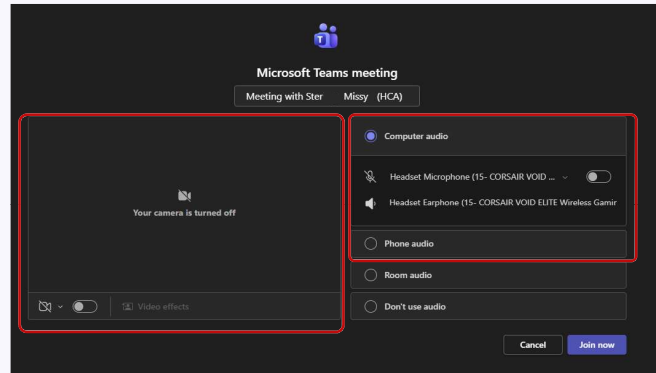 Microsoft Teams meeting
Meeting with Ster Missy (HCA)
Your camera is turned off
Video effects
Computer audio
Headset Microphone (15- CORSAIR VOID ...
Headset Earphone (15- CORSAIR VOID ELITE Wireless Gamir
Phone audio
Room audio
Don't use audio
Cancel
Join now